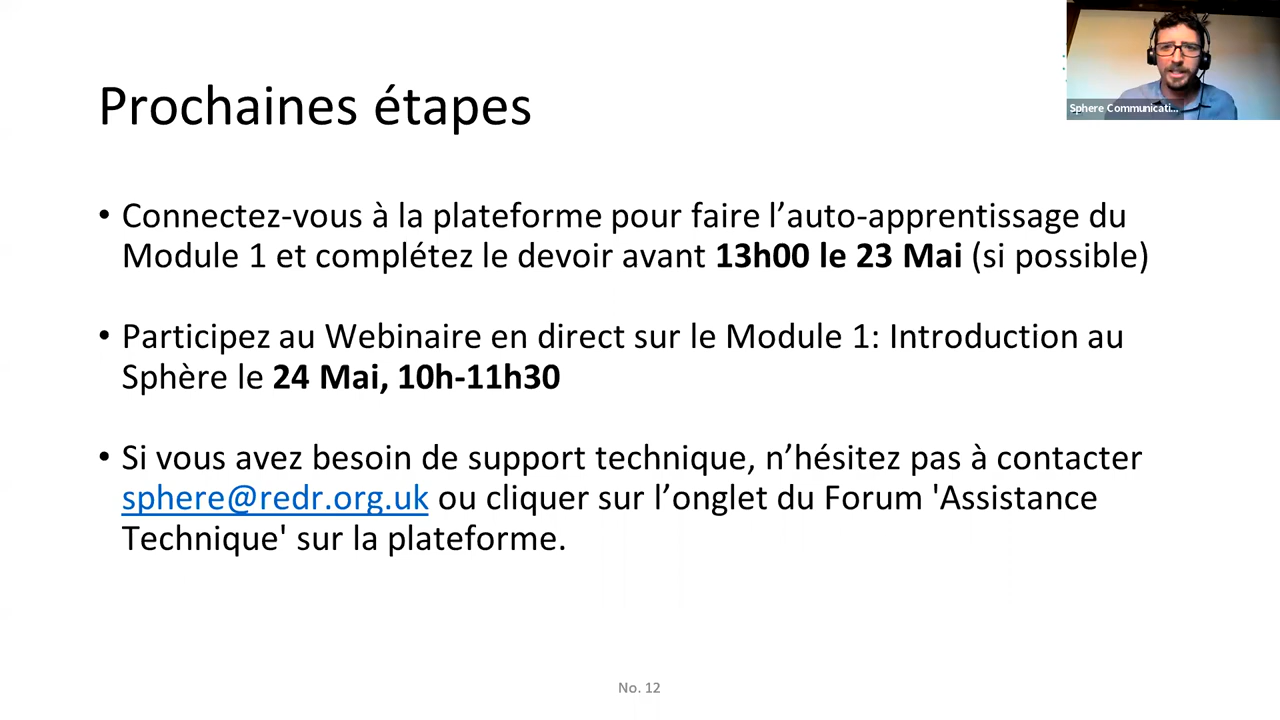 Sphere Communicati...
Prochaines étapes
• Connectez-vous à la plateforme pour faire l’auto-apprentissage du
Module 1 et complétez le devoir avant 13h00 le 23 Mai (si possible)
• Participez au Webinaire en direct sur le Module 1: Introduction au
Sphère le 24 Mai, 10h-11h30
• Si vous avez besoin de support technique, n’hésitez pas à contacter
sphere@redr.org.uk ou cliquer sur l’onglet du Forum 'Assistance
Technique' sur la plateforme.
No. 12